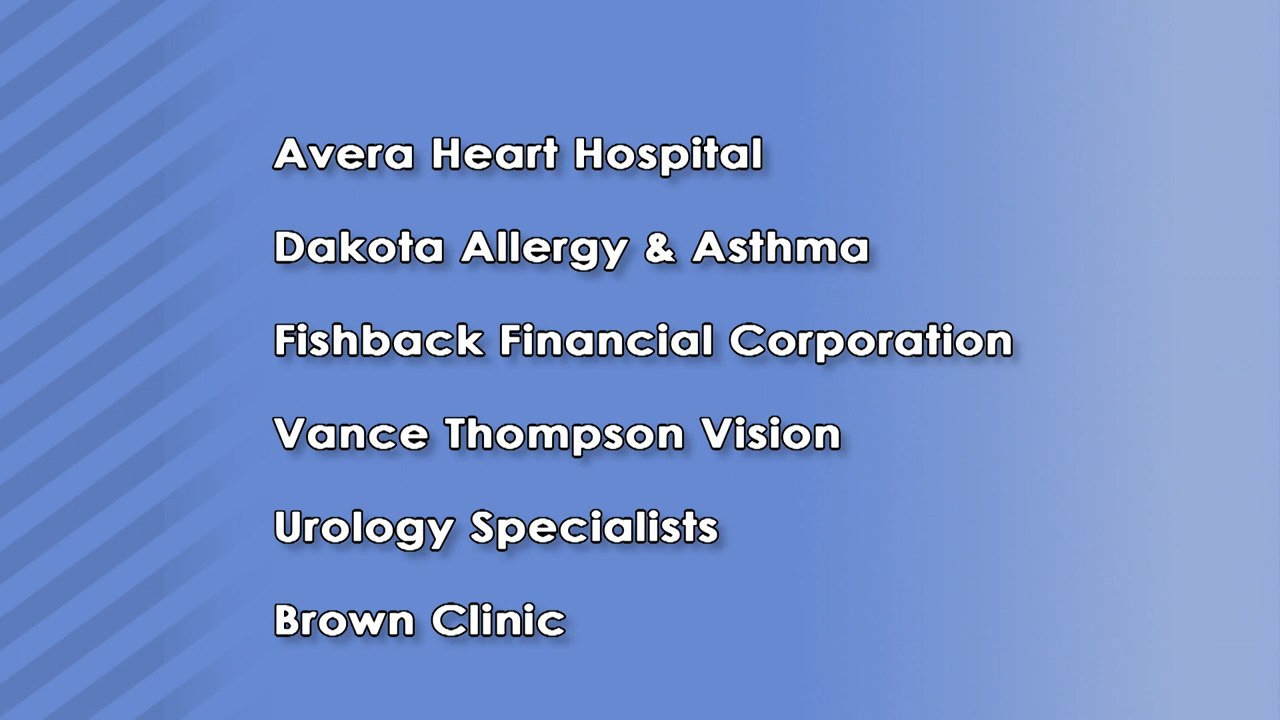 Avera Heart Hospital
Dakota Allergy & Asthma
Fishback Financial Corporation
Vance Thompson Vision
Urology Specialists
Brown Clinic